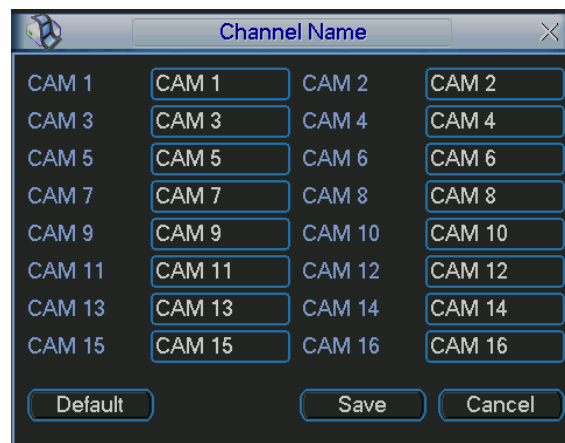 Channel Name
CAM 1 CAM 1 CAM 2 CAM 2
CAM 3 CAM 3 CAM 4 CAM 4
CAM 5 CAM 5 CAM 6 CAM 6
CAM 7 CAM 7 CAM 8 CAM 8
CAM 9 CAM 9 CAM 10 CAM 10
CAM 11 CAM 11 CAM 12 CAM 12
CAM 13 CAM 13 CAM 14 CAM 14
CAM 15 CAM 15 CAM 16 CAM 16
Default Save Cancel